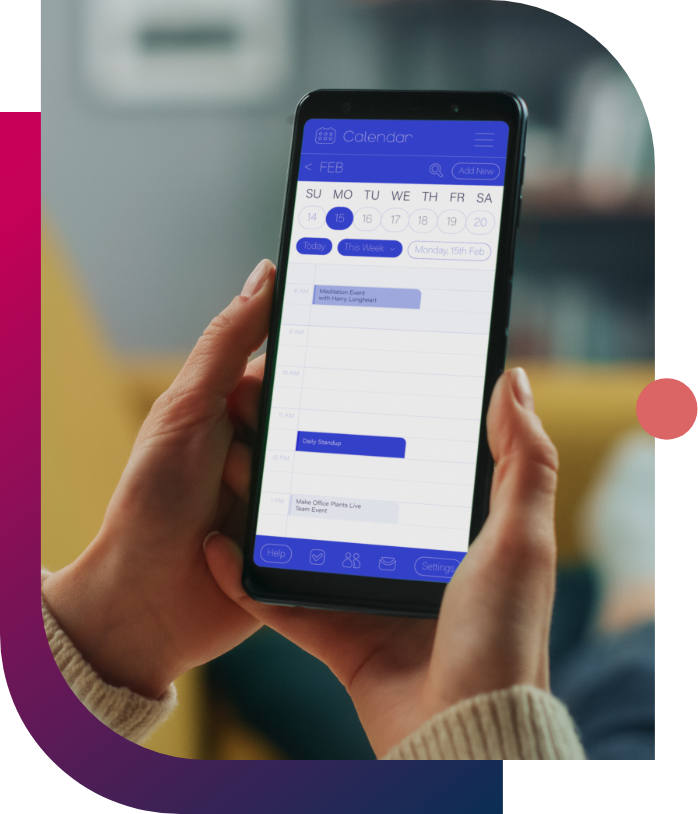 Calendar
< FEB
Add New
SU MO TU WE TH FR SA
14 15 16 17 18 19 20
Today This Week Monday, 15th Feb
8 AM
Meditation Event
with Harry Longheart
9 AM
10 AM
11 AM
Daily Standup
12 PM
1 PM
Make Office Plants Live
Team Event
Help Settings